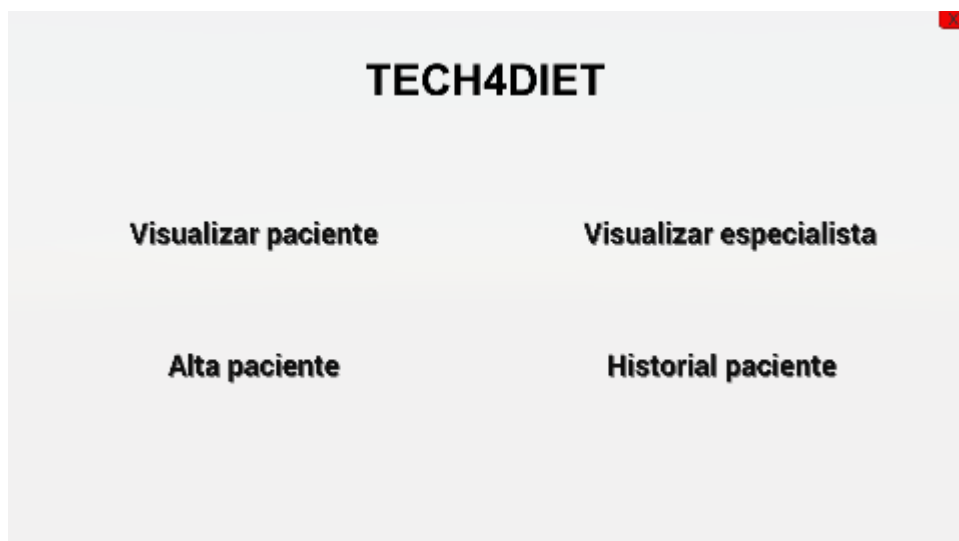 X
TECH4DIET
Visualizar paciente
Visualizar especialista
Alta paciente
Historial paciente